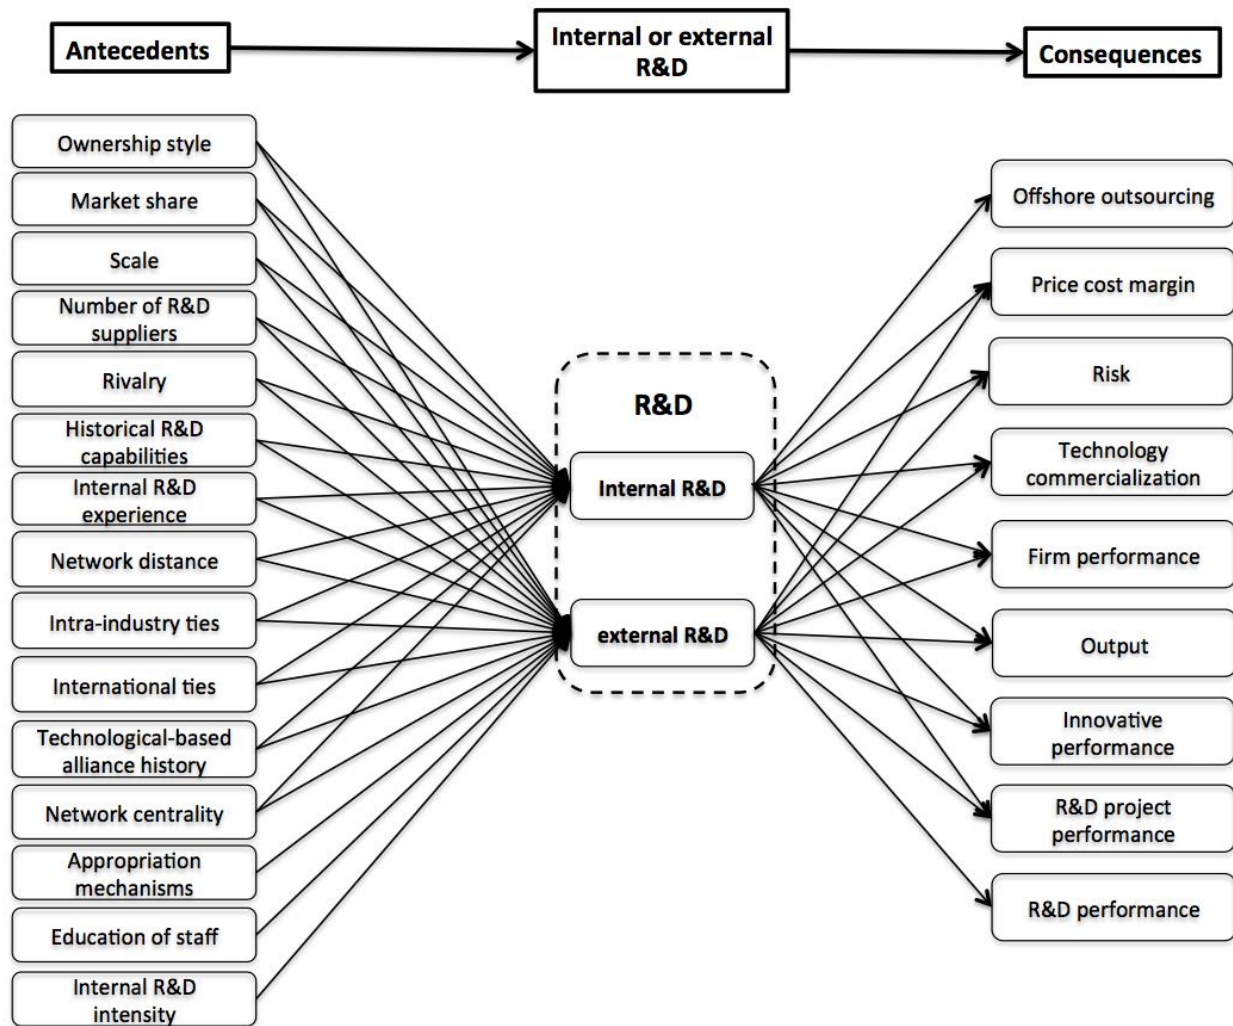 Antecedents
Internal or external
R&D
Consequences
Ownership style
Market share
Scale
Number of R&D
suppliers
Rivalry
Historical R&D
capabilities
Internal R&D
experience
Network distance
Intra-industry ties
International ties
Technological-based
alliance history
Network centrality
Appropriation
mechanisms
Education of staff
Internal R&D
intensity
R&D
Internal R&D
external R&D
Offshore outsourcing
Price cost margin
Risk
Technology
commercialization
Firm performance
Output
Innovative
performance
R&D project
performance
R&D performance